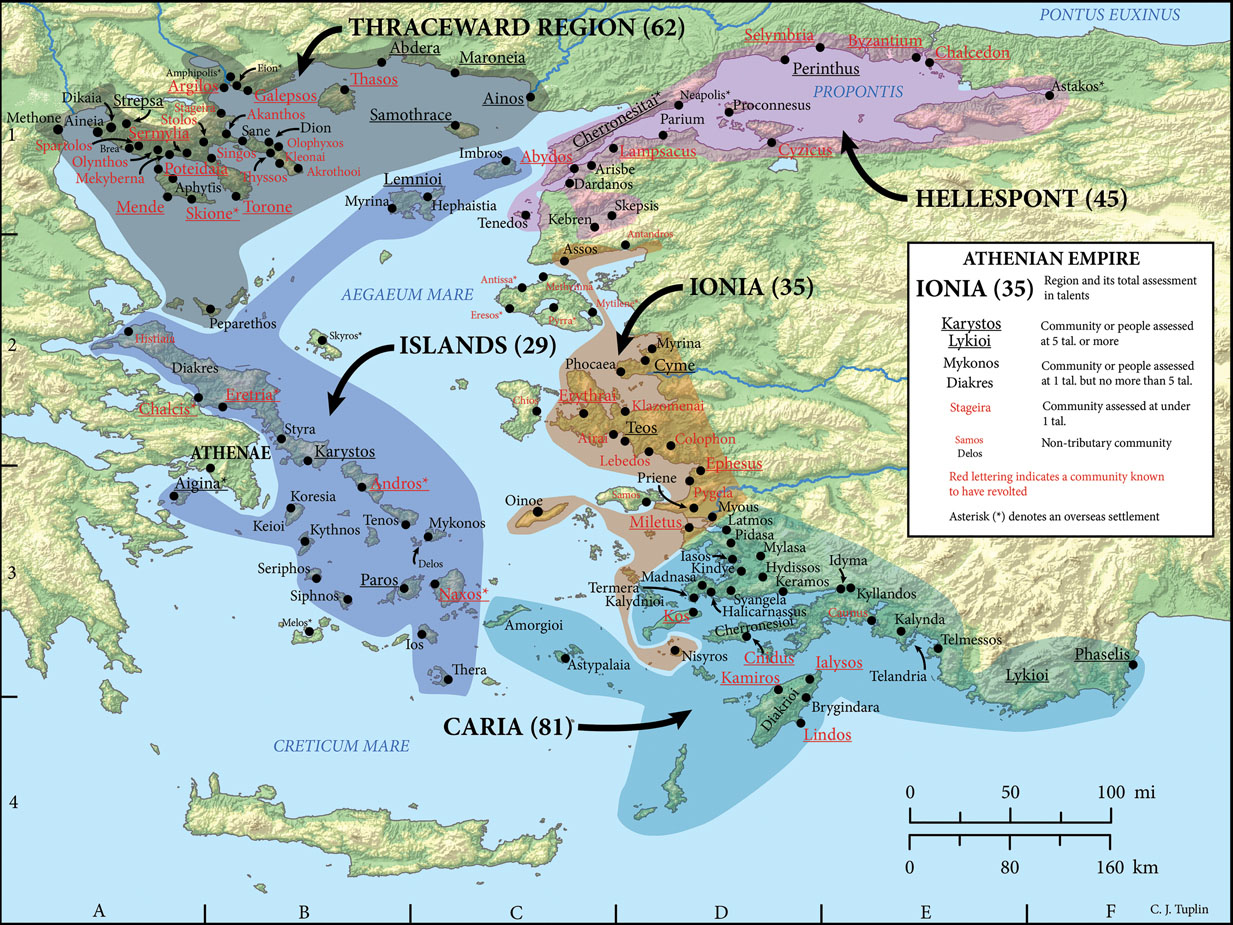 PONTUS EUXINUS
THRACEWARD REGION (62)
Abdera
Maroneia
Selymbria
Byzantium
Chalcedon
Perinthus
PROPONTIS
Amphipolis*
Eion*
Argilos
Galepsos
Thasos
Ainos
Astakos*
Neapolis*
Proconnesus
Cherronesitai*
Parium
Dikaia
Strepsa
Stageira
Stolos
Akanthos
Samothrace
Methone
Aineia
Sermylia
Sane
Dion
Spartolos
Brea*
Olophyxos
Olynthos
Singos
Kleonai
Mekyberna
Poteidaia
Thyssos
Akrothooi
Aphytis
Mende
Skione*
Torone
Imbros
Abydos
Lampsacus
Cyzicus
Arisbe
Dardanos
HELLESPONT (45)
Lemnioi
Myrina
Hephaistia
Tenedos
Kebren
Skepsis
Antandros
Assos
ATHENIAN EMPIRE
IONIA (35)
Region and its total assessment
in talents
Karystos
Lykioi
Community or people assessed
at 5 tal. or more
Mykonos
Diakres
Community or people assessed
at 1 tal. but no more than 5 tal.
Stageira
Community assessed at under
1 tal.
Samos
Delos
Non-tributary community
Red lettering indicates a community known
to have revolted
Asterisk (*) denotes an overseas settlement
AEGAEUM MARE
Antissa*
Methymna
IONIA (35)
Eresos*
Pyrra*
Mytilene*
Peparethos
Histiaia
Skyros*
ISLANDS (29)
Myrina
Phocaea
Cyme
Diakres
Eretria*
Chalcis*
Chios
Erythrai
Klazomenai
Styra
Teos
ATHENAE
Karystos
Airai
Colophon
Lebedos
Ephesus
Aigina*
Andros*
Priene
Pygela
Koresia
Oinoe
Samos
Myous
Keioi
Kythnos
Tenos
Mykonos
Miletus
Latmos
Pidasa
Delos
Iasos
Mylasa
Seriphos
Kindye
Hydissos
Idyma
Paros
Madnasa
Keramos
Siphnos
Naxos*
Termera
Syangela
Kyllandos
Kalydnioi
Halicarnassus
Melos*
Amorgioi
Kos
Cherronesioi
Caunus
Kalynda
Ios
Nisyros
Cnidus
Telmessos
Thera
Astypalaia
Ialysos
Telandria
Lykioi
Phaselis
Kamiros
Diakrioi
Brygindara
CARIA (81)
Lindos
CRETICUM MARE
0 50 100 mi
0 80 160 km
1
2
3
4
A B C D E F
C. J. Tuplin